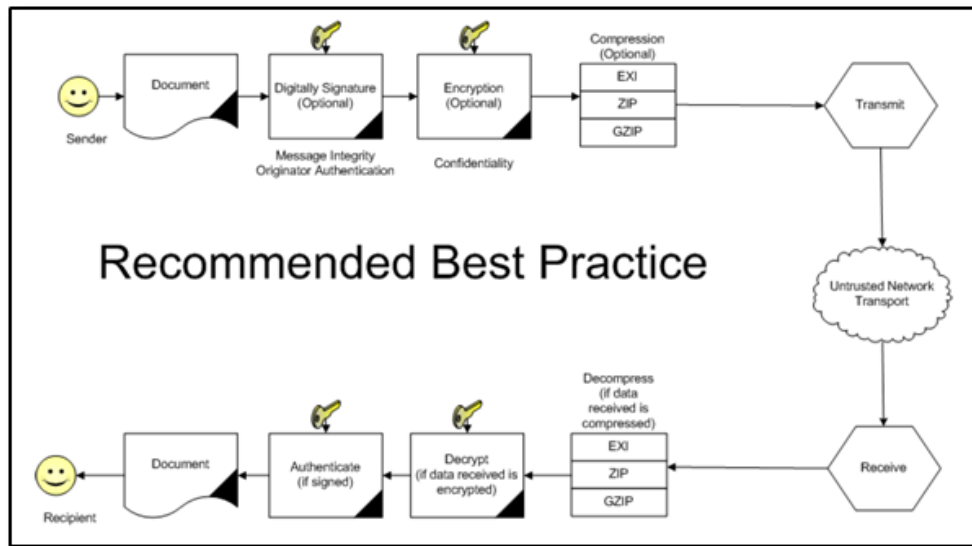 Sender
Document
Digitally Signature
(Optional)
Message Integrity
Originator Authentication
Encryption
(Optional)
Confidentiality
Compression
(Optional)
EXI
ZIP
GZIP
Transmit
Recommended Best Practice
Untrusted Network
Transport
Receive
Decompress
(if data
received is
compressed)
EXI
ZIP
GZIP
Decrypt
(if data received is
encrypted)
Authenticate
(if signed)
Document
Recipient